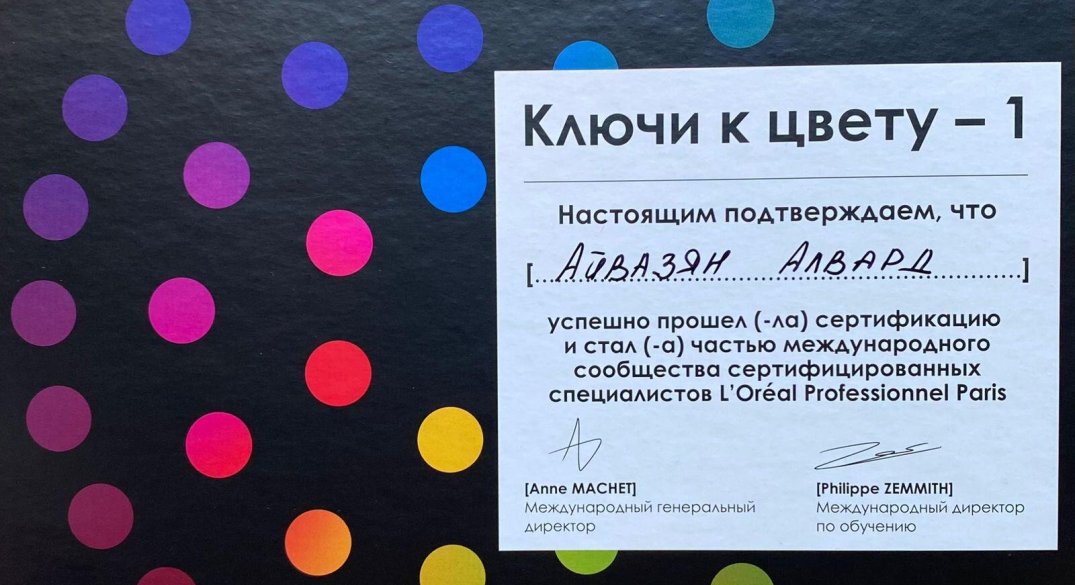 Ключи к цвету – 1
Настоящим подтверждаем, что
[...Айвазян Алвард...]
успешно прошел (-ла) сертификацию
и стал (-а) частью международного
сообщества сертифицированных
специалистов L’Oréal Professionnel Paris
[Anne MACHET]
Международный генеральный
директор
[Philippe ZEMMITH]
Международный директор
по обучению